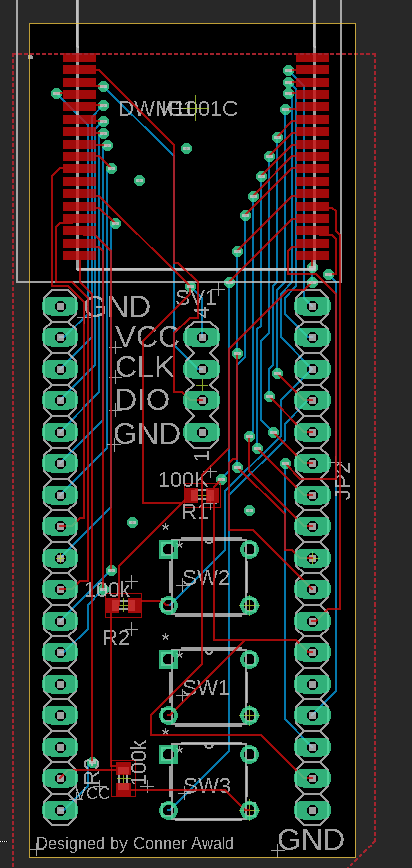 DWM1001C
GND
SV1
4
VCC
CLK
DIO
GND
1
JP2
100k
R1
*
*
SW2
100k
R2
*
*
SW1
*
*
SW3
100k
R3
VCC
Designed by Conner Awald
GND